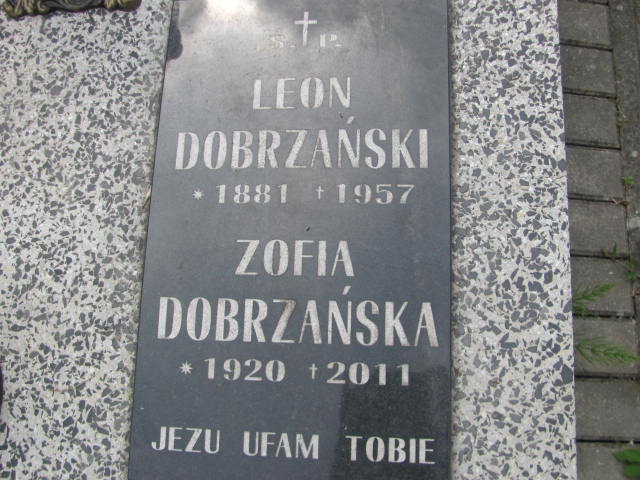 Ś. P.
LEON
DOBRZAŃSKI
* 1881 † 1957
ZOFIA
DOBRZAŃSKA
* 1920 † 2011
JEZU UFAM TOBIE